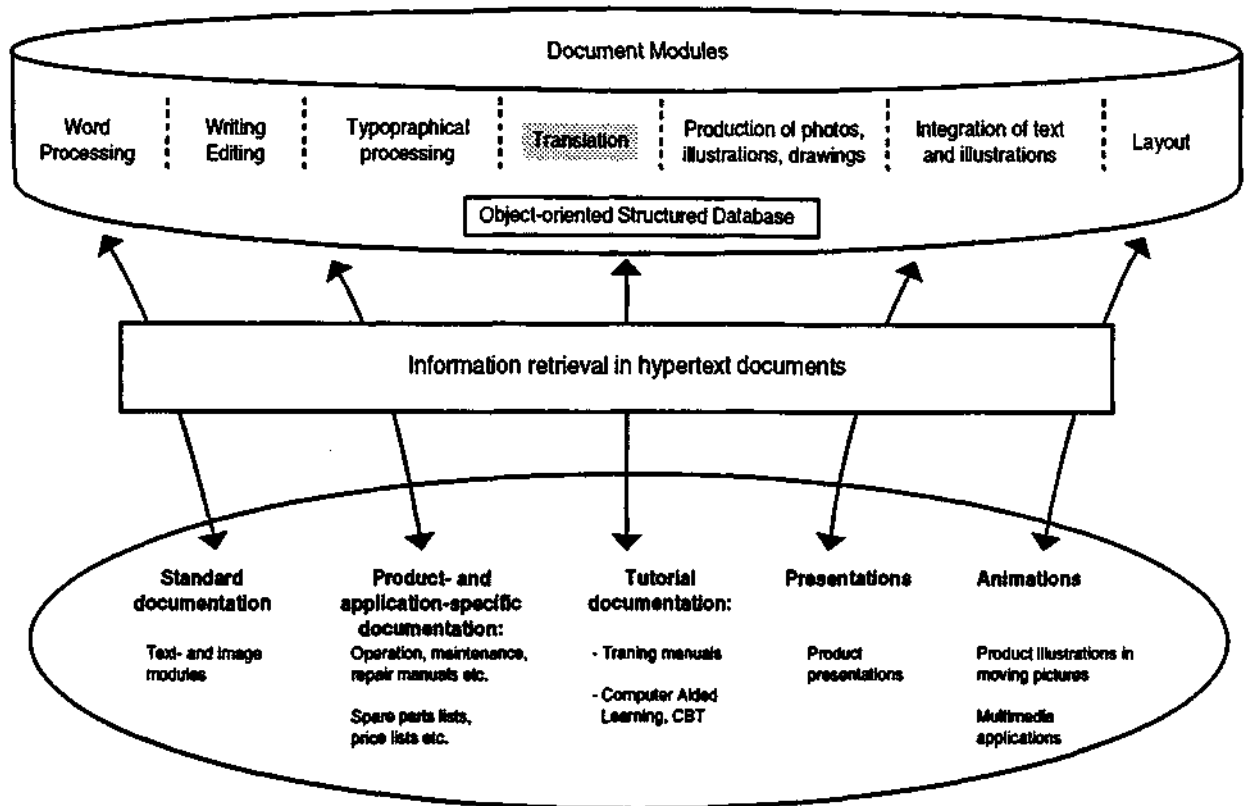 Document Modules
Word
Processing
Writing
Editing
Typopraphical
processing
Translation
Production of photos,
illustrations, drawings
Integration of text
and illustrations
Layout
Object-oriented Structured Database
Information retrieval in hypertext documents
Standard
documentation
Text- and image
modules
Product- and
application-specific
documentation:
Operation, maintenance,
repair manuals etc.
Spare parts lists,
price lists etc.
Tutorial
documentation:
- Traning manuals
- Computer Aided
Learning, CBT
Presentations
Product
presentations
Animations
Product illustrations in
moving pictures
Multimedia
applications